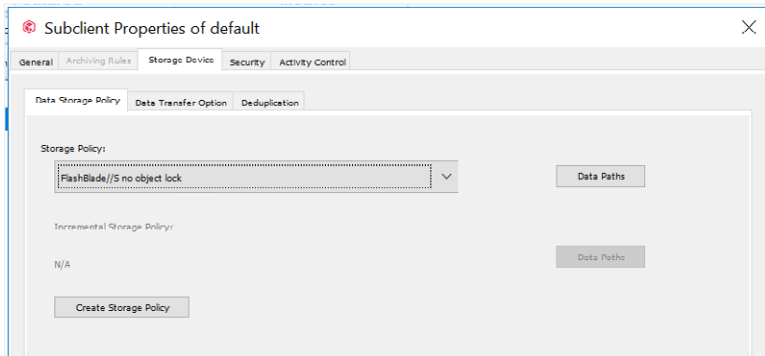 Subclient Properties of default
General Archiving Rules Storage Device Security Activity Control
Data Storage Policy Data Transfer Option Deduplication
Storage Policy:
FlashBlade//S no object lock Data Paths
Incremental Storage Policy:
N/A Data Paths
Create Storage Policy